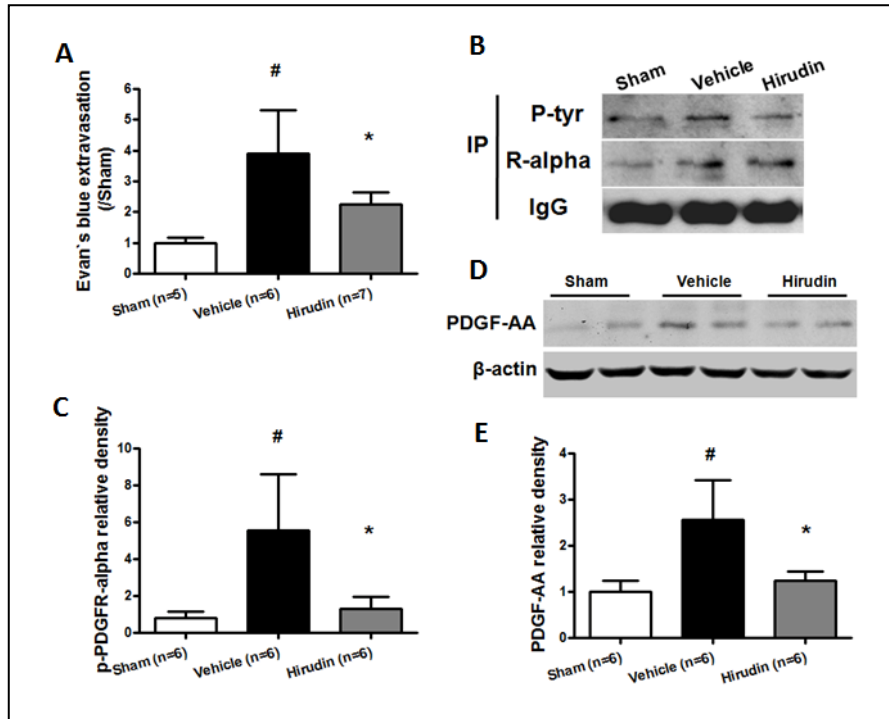 A
#
*
Evan`s blue extravasation
(/Sham)
6
5
4
3
2
1
0
Sham (n=5)
Vehicle (n=6)
Hirudin (n=7)
B
Sham
Vehicle
Hirudin
IP
P-tyr
R-alpha
IgG
D
Sham
Vehicle
Hirudin
PDGF-AA
β-actin
C
#
*
p-PDGFR-alpha relative density
10
8
6
4
2
0
Sham (n=6)
Vehicle (n=6)
Hirudin (n=6)
E
#
*
PDGF-AA relative density
4
3
2
1
0
Sham (n=6)
Vehicle (n=6)
Hirudin (n=6)